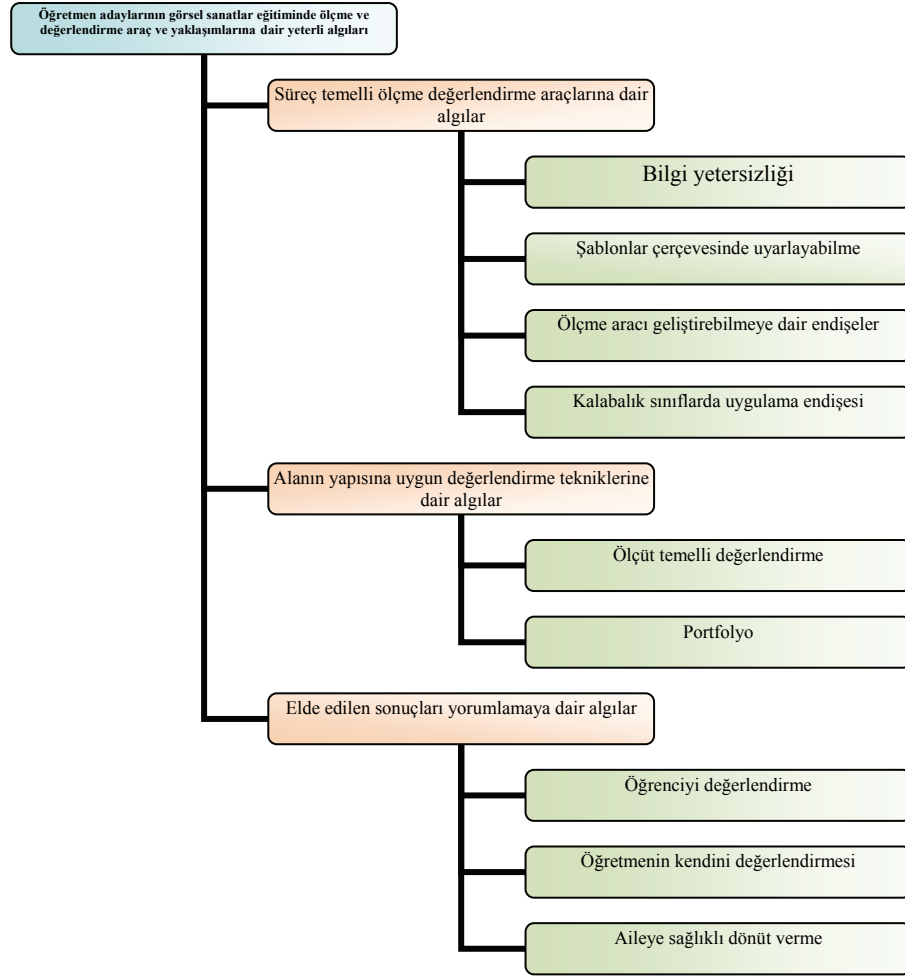 Öğretmen adaylarının görsel sanatlar eğitiminde ölçme ve
değerlendirme araç ve yaklaşımlarına dair yeterli algıları
Süreç temelli ölçme değerlendirme araçlarına dair
algılar
Bilgi yetersizliği
Şablonlar çerçevesinde uyarlayabilme
Ölçme aracı geliştirebilmeye dair endişeler
Kalabalık sınıflarda uygulama endişesi
Alanın yapısına uygun değerlendirme tekniklerine
dair algılar
Ölçüt temelli değerlendirme
Portfolyo
Elde edilen sonuçları yorumlamaya dair algılar
Öğrenciyi değerlendirme
Öğretmenin kendini değerlendirmesi
Aileye sağlıklı dönüt verme